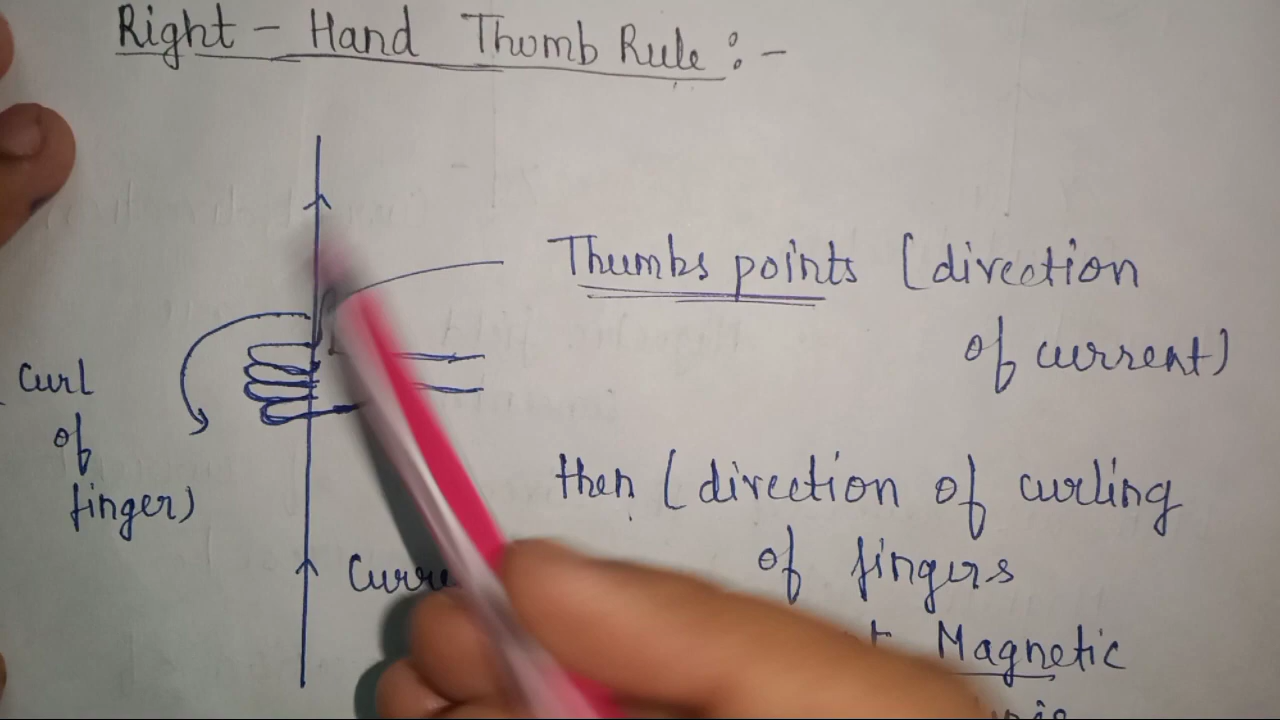 Right - Hand Thumb Rule :-
Thumbs points (direction
of current)
Curl
of
finger)
then (direction of curling
of fingers
Magnetic